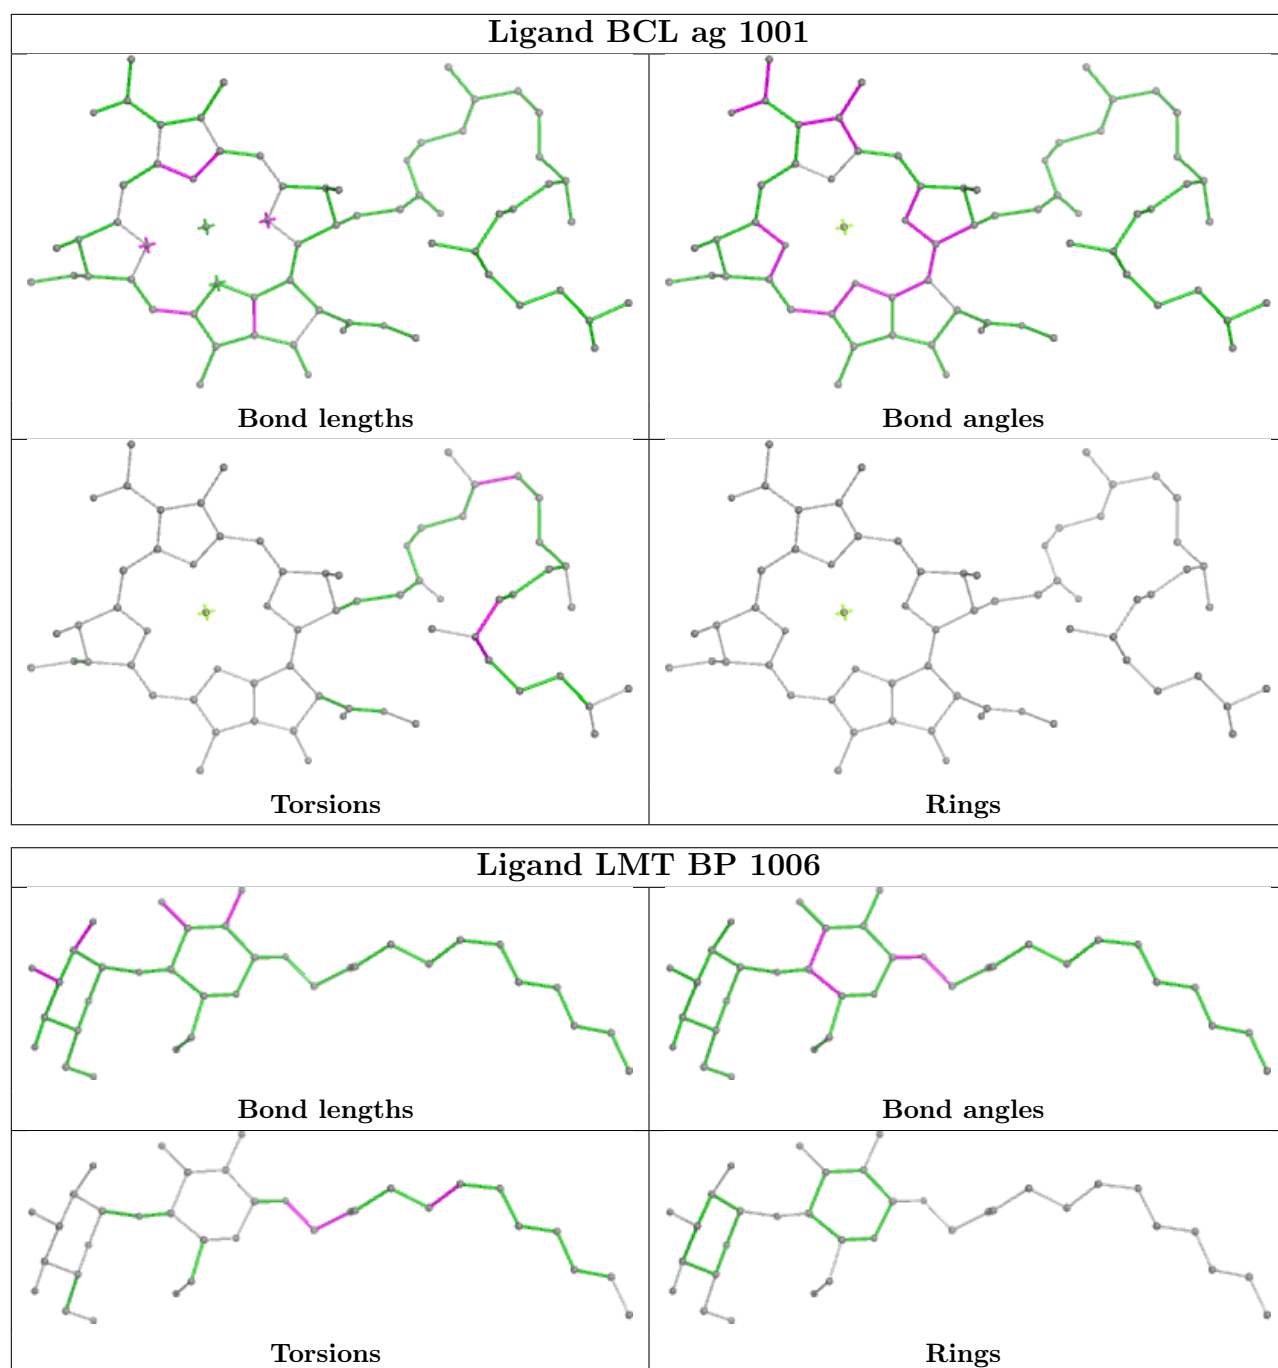 Ligand BCL ag 1001
Bond lengths
Bond angles
Torsions
Rings
Ligand LMT BP 1006
Bond lengths
Bond angles
Torsions
Rings